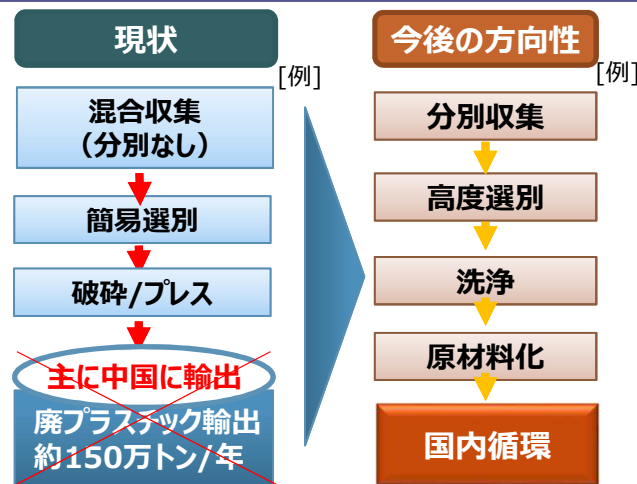 現状
[例]
混合収集
（分別なし）
簡易選別
破砕/プレス
主に中国に輸出
廃プラスチック輸出
約150万トン/年
今後の方向性
[例]
分別収集
高度選別
洗浄
原材料化
国内循環